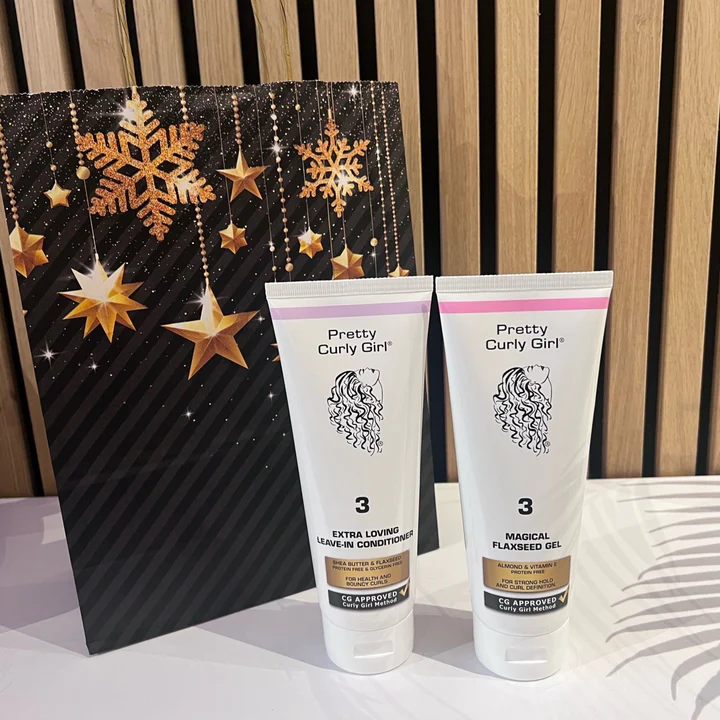 Pretty
Curly Girl®
3
EXTRA LOVING
LEAVE-IN CONDITIONER
SHEA BUTTER & FLAXSEED
PROTEIN FREE & GLYCERIN FREE
FOR HEALTH AND
BOUNCY CURLS
CG APPROVED
Curly Girl Method
Pretty
Curly Girl®
3
MAGICAL
FLAXSEED GEL
ALMOND & VITAMIN E
PROTEIN FREE
FOR STRONG HOLD
AND CURL DEFINITION
CG APPROVED
Curly Girl Method